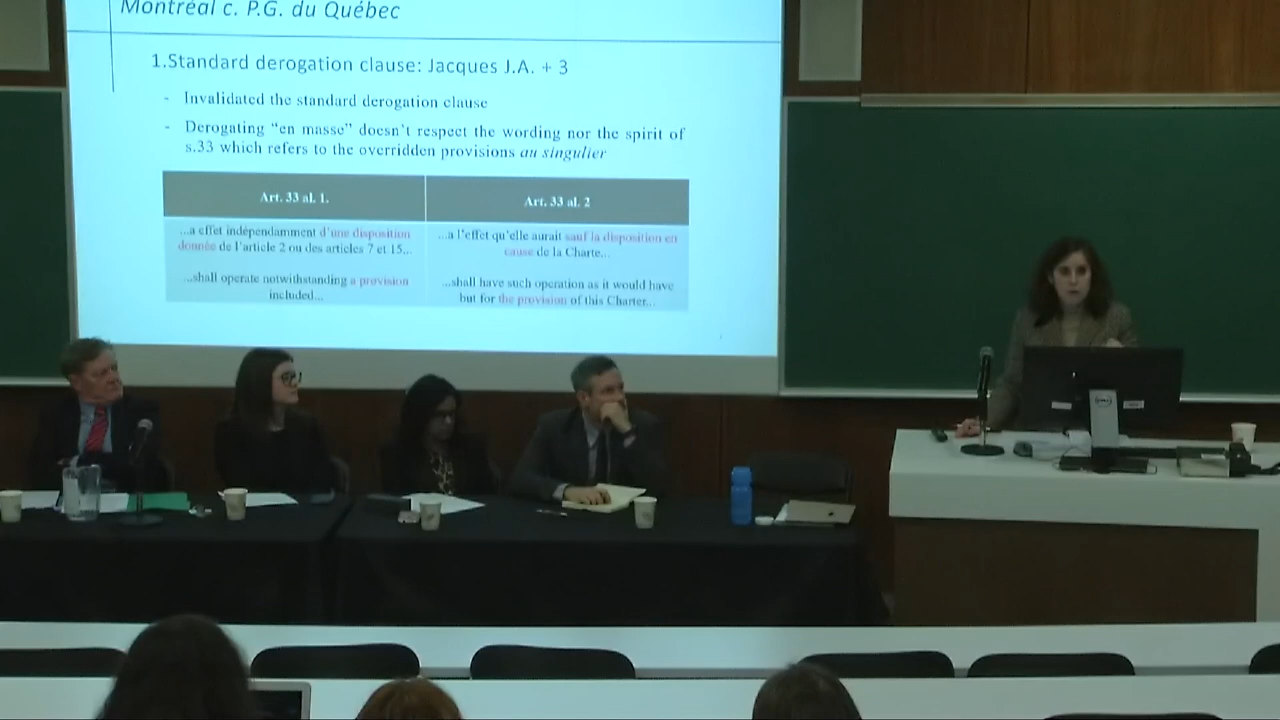 Montréal c. P.G. du Québec
1.Standard derogation clause: Jacques J.A. + 3
- Invalidated the standard derogation clause
- Derogating “en masse” doesn’t respect the wording nor the spirit of
s.33 which refers to the overridden provisions au singulier
Art. 33 al. 1.
...a effet indépendamment d’une disposition
donnée de l’article 2 ou des articles 7 et 15...
...shall operate notwithstanding a provision
included...
Art. 33 al. 2
...a l’effet qu’elle aurait sauf la disposition en
cause de la Charte...
...shall have such operation as it would have
but for the provision of this Charter...
DELL